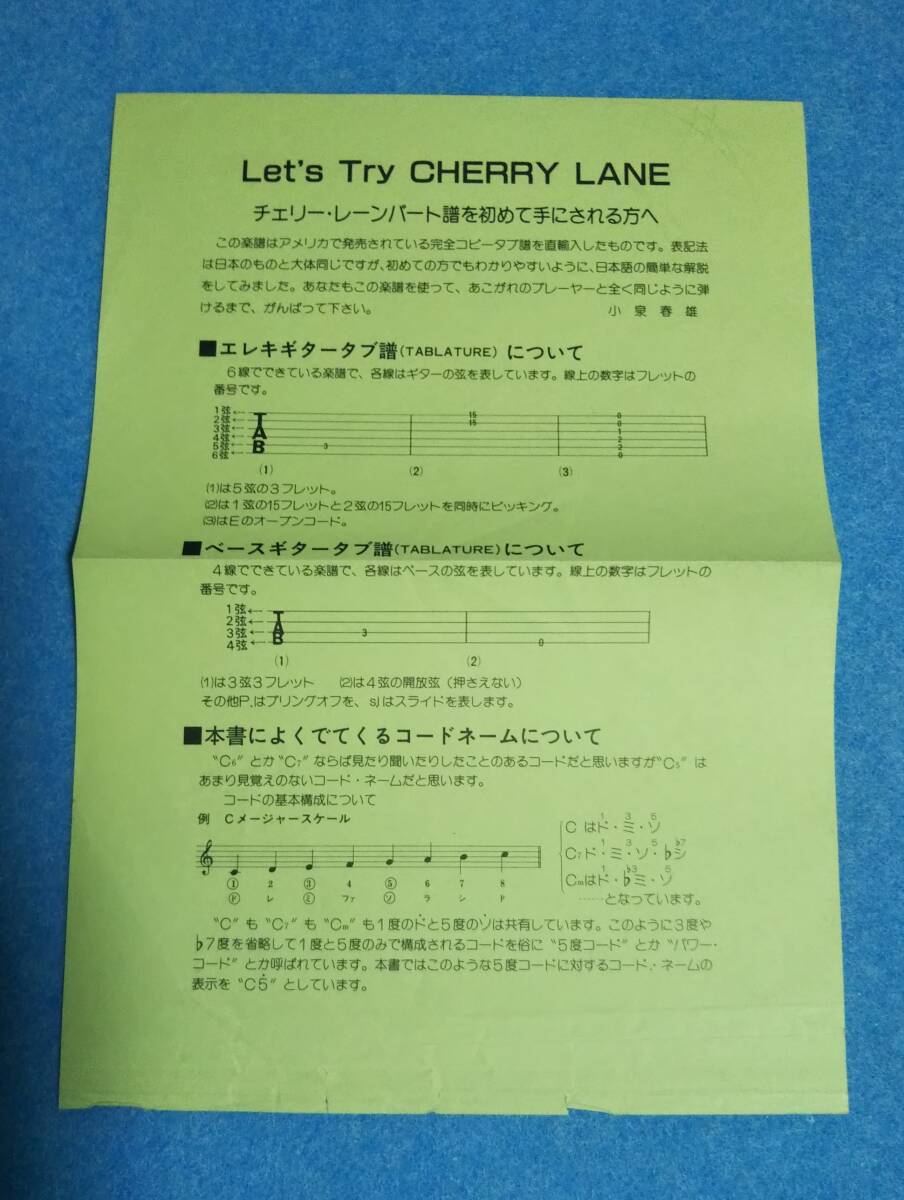 Let's Try CHERRY LANE
チェリー・レーンパート譜を初めて手にされる方へ
この楽譜はアメリカで発売されている完全コピータブ譜を直輸入したものです。表記法
は日本のものと大体同じですが、初めての方でもわかりやすいように、日本語の簡単な解説
をしてみました。あなたもこの楽譜を使って、あこがれのプレーヤーと全く同じように弾
けるまで、がんばって下さい。 小泉春雄
■エレキギタータブ譜(TABLATURE)について
6線でできている楽譜で、各線はギターの弦を表しています。線上の数字はフレットの
番号です。
1弦←
2弦←
3弦←
4弦←
5弦←
6弦←
TAB
3
15
15
0
0
1
2
2
0
(1) (2) (3)
(1)は5弦の3フレット。
(2)は1弦の15フレットと2弦の15フレットを同時にピッキング。
(3)はEのオープンコード。
■ベースギタータブ譜(TABLATURE)について
4線でできている楽譜で、各線はベースの弦を表しています。線上の数字はフレットの
番号です。
1弦←
2弦←
3弦←
4弦←
TAB
3
0
(1) (2)
(1)は3弦3フレット (2)は4弦の開放弦（押さえない）
その他P.はプリングオフを、slはスライドを表します。
■本書によくでてくるコードネームについて
"C6"とか"C7"ならば見たり聞いたりしたことのあるコードだと思いますが"C5"は
あまり見覚えのないコード・ネームだと思います。
コードの基本構成について
例 Cメージャースケール
① 2 ③ 4 ⑤ 6 7 8
ド レ ミ ファ ソ ラ シ ド
1 3 5
Cはド・ミ・ソ
1 3 5 ♭7
C7ド・ミ・ソ・♭シ
1 ♭3 5
Cmはド・♭ミ・ソ
……となっています。
"C"も"C7"も"Cm"も1度のドと5度のソは共有しています。このように3度や
♭7度を省略して1度と5度のみで構成されるコードを俗に"5度コード"とか"パワー・
コード"とか呼ばれています。本書ではこのような5度コードに対するコード・ネームの
表示を"C5"としています。